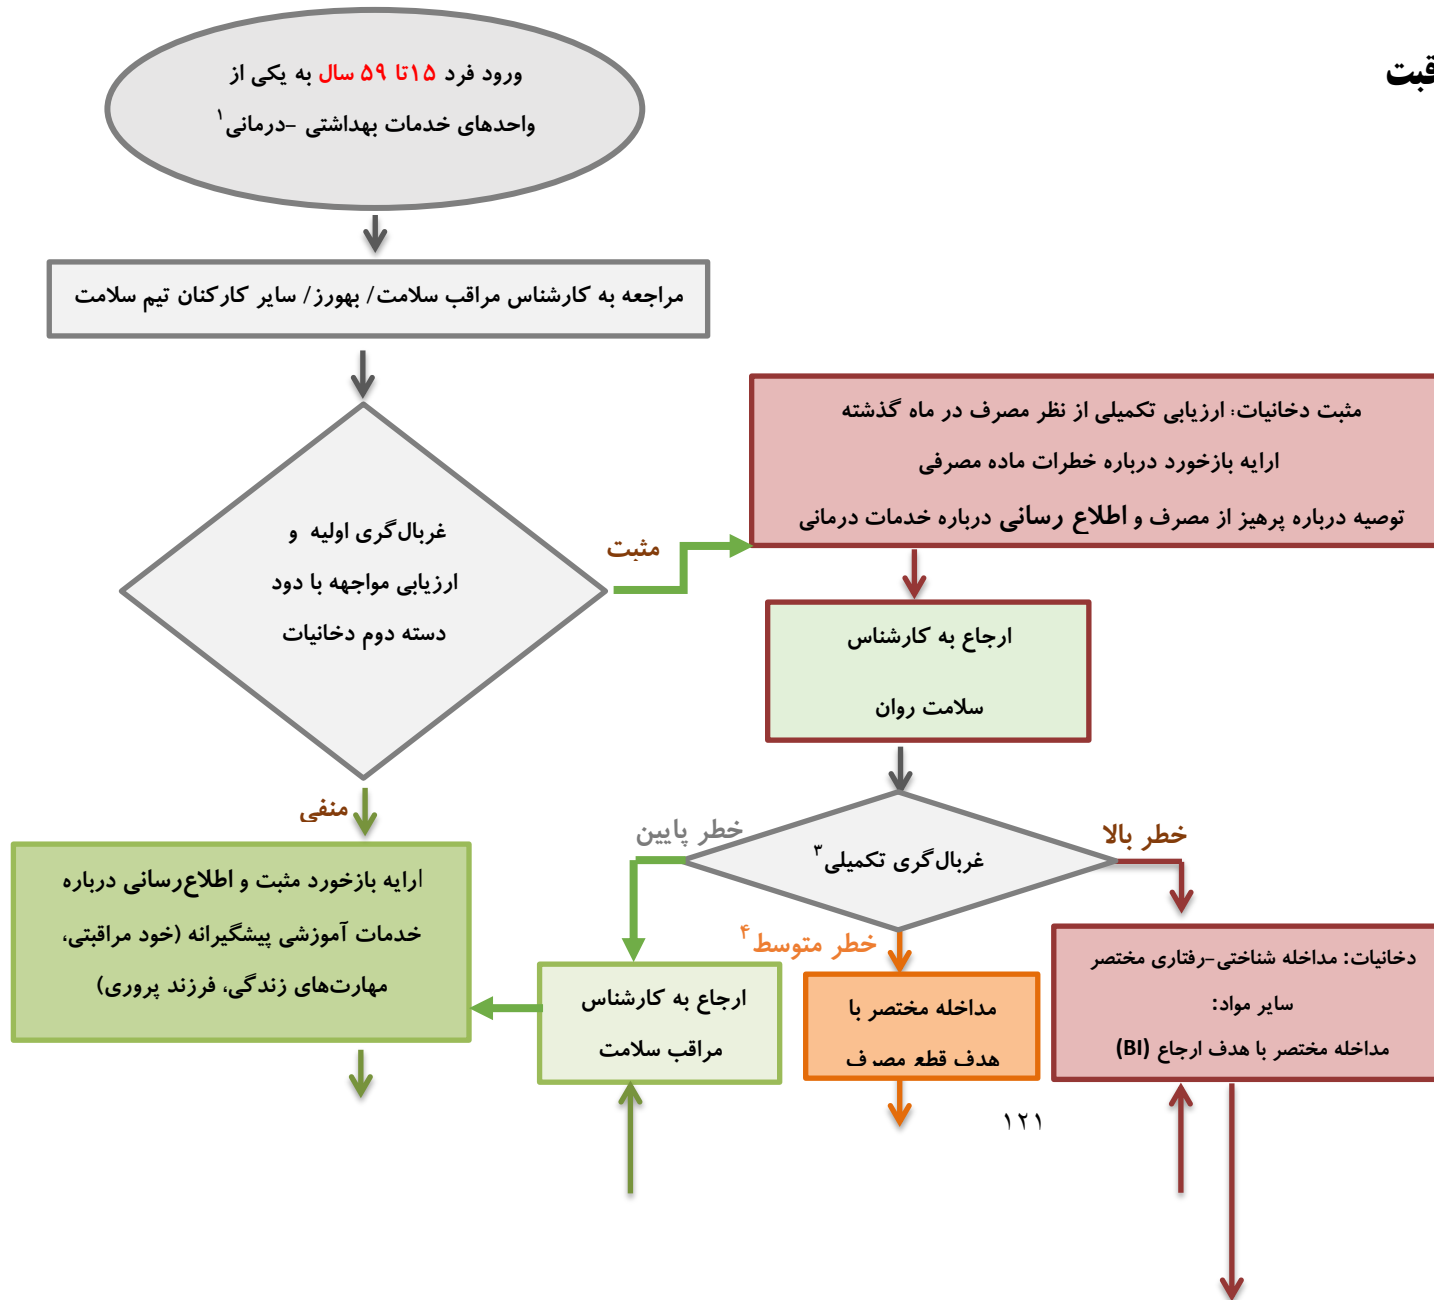 قبت
ورود فرد ۱۵تا ۵۹ سال به یکی از
واحدهای خدمات بهداشتی -درمانی۱
مراجعه به کارشناس مراقب سلامت/ بهورز/ سایر کارکنان تیم سلامت
غربال‌گری اولیه و
ارزیابی مواجهه با دود
دسته دوم دخانیات
مثبت
مثبت دخانیات: ارزیابی تکمیلی از نظر مصرف در ماه گذشته
ارایه بازخورد درباره خطرات ماده مصرفی
توصیه درباره پرهیز از مصرف و اطلاع رسانی درباره خدمات درمانی
ارجاع به کارشناس
سلامت روان
منفی
خطر پایین
غربال‌گری تکمیلی۳
خطر بالا
خطر متوسط۴
ارایه بازخورد مثبت و اطلاع‌رسانی درباره
خدمات آموزشی پیشگیرانه (خود مراقبتی،
مهارت‌های زندگی، فرزند پروری)
ارجاع به کارشناس
مراقب سلامت
مداخله مختصر با
هدف قطع مصرف
دخانیات: مداخله شناختی-رفتاری مختصر
سایر مواد:
مداخله مختصر با هدف ارجاع (BI)
۱۲۱